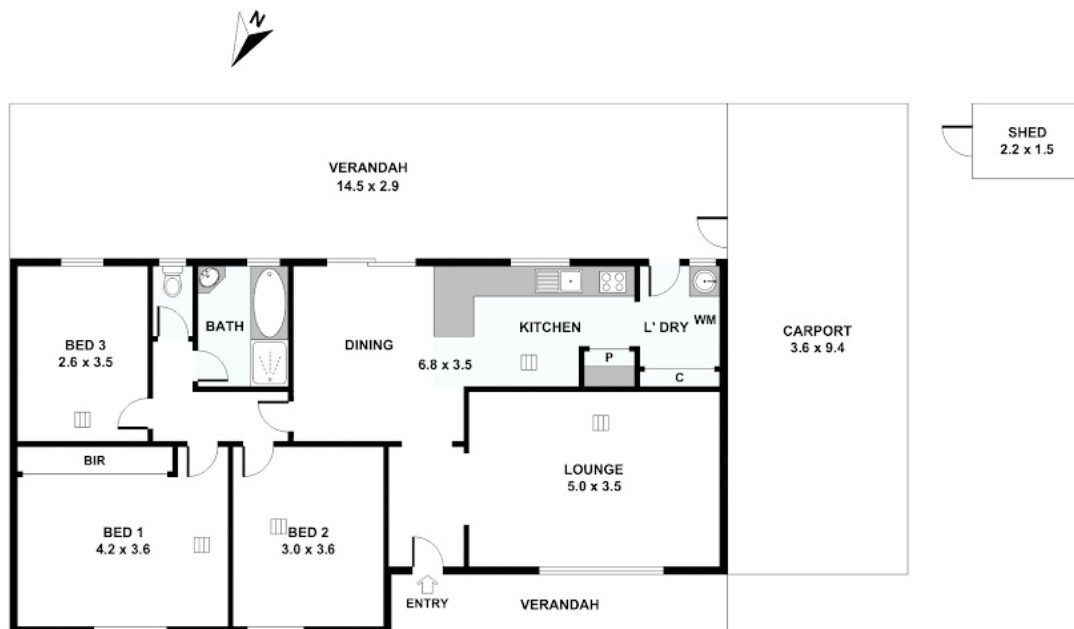 N
VERANDAH
14.5 x 2.9
SHED
2.2 x 1.5
BED 3
2.6 x 3.5
BATH
DINING
KITCHEN
6.8 x 3.5
L' DRY
WM
P
C
CARPORT
3.6 x 9.4
BIR
LOUNGE
5.0 x 3.5
BED 1
4.2 x 3.6
BED 2
3.0 x 3.6
ENTRY
VERANDAH